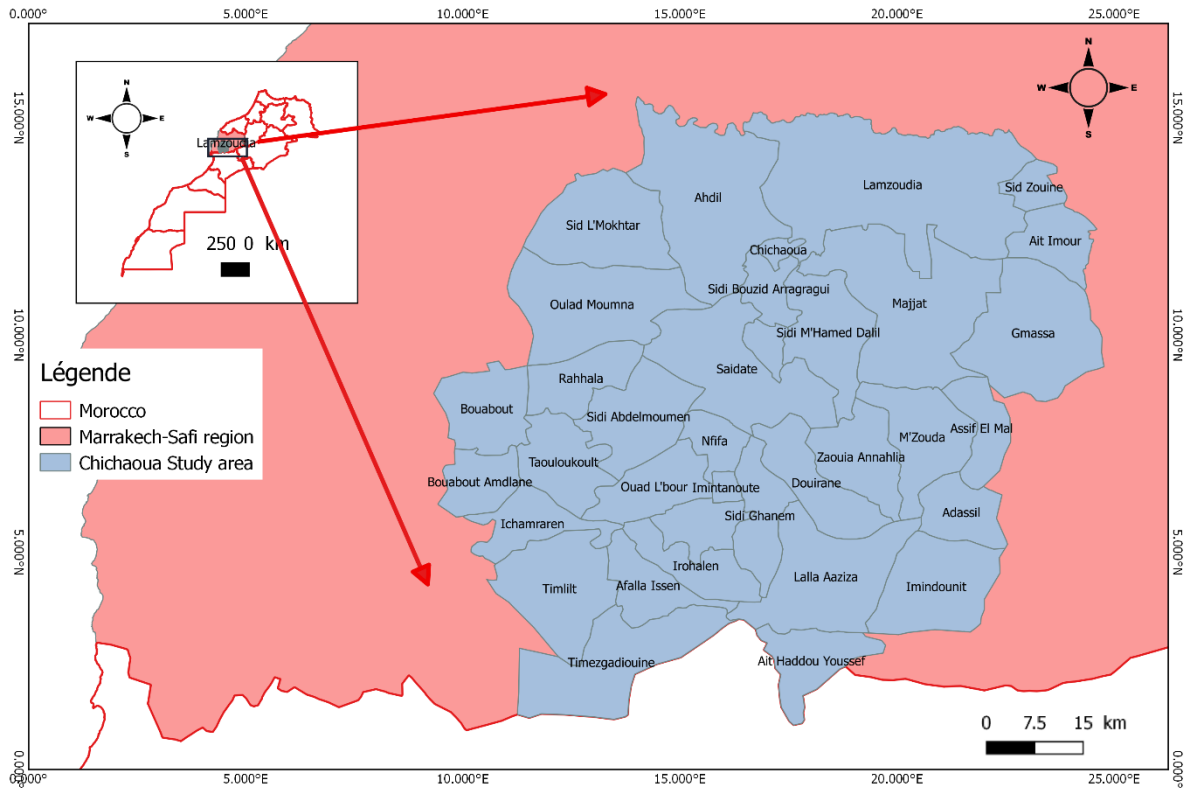 0.000° 5.000°E 10.000°E 15.000°E 20.000°E 25.000°E
15.000°N
10.000°N
5.000°N
0.000°
N
W E
S
Lamzoudia
250 0 km
Légende
Morocco
Marrakech-Safi region
Chichaoua Study area
N
W E
S
Ahdil
Lamzoudia
Sid Zouine
Sid L'Mokhtar
Ait Imour
Chichaoua
Sidi Bouzid Arragragui
Oulad Moumna
Majjat
Sidi M'Hamed Dalil
Gmassa
Saidate
Rahhala
Bouabout
Sidi Abdelmoumen
Assif El Mal
M'Zouda
Nfifa
Zaouia Annahlia
Taouloukoult
Bouabout Amdlane
Ouad L'bour
Imintanoute
Douirane
Ichamraren
Sidi Ghanem
Adassil
Irohalen
Lalla Aaziza
Timlilt
Afalla Issen
Imindounit
Timezgadiouine
Ait Haddou Youssef
0 7.5 15 km
15.000°N
10.000°N
5.000°N
0.000°
0.000° 5.000°E 10.000°E 15.000°E 20.000°E 25.000°E